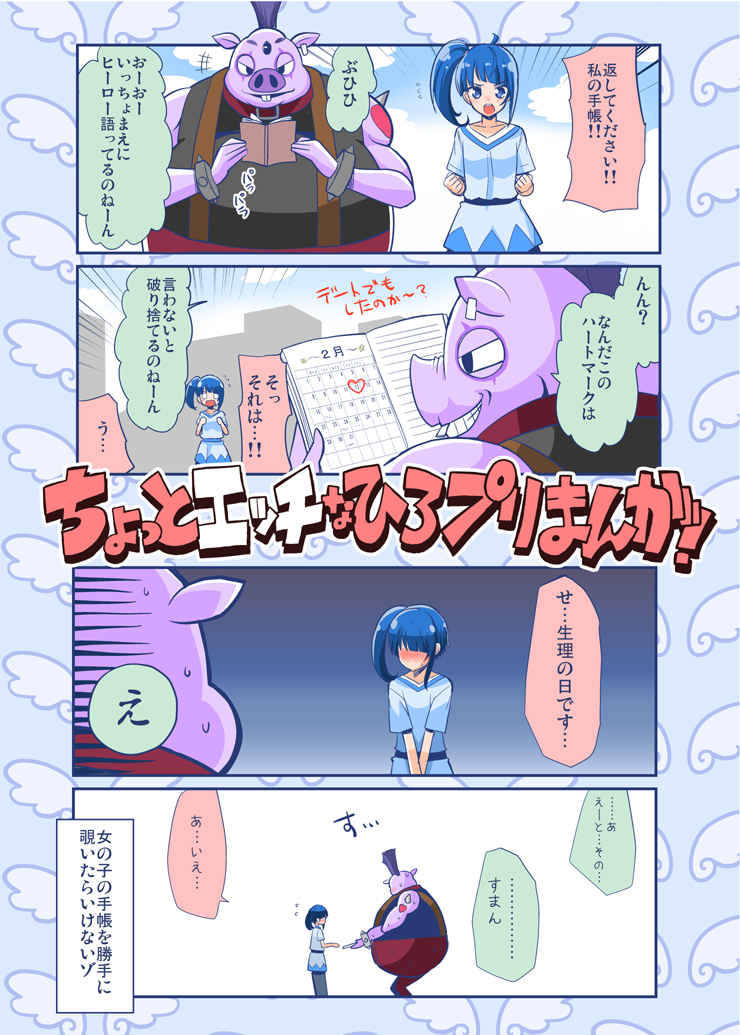 返してください!!
私の手帳!!
ぶひひ
おーおー
いっちょまえに
ヒーロー語ってるのねーん
パラ
パラ
んん?
なんだこの
ハートマークは
デートでも
したのか～?
～2月～
そっ
それは…!!
言わないと
破り捨てるのねーん
う…
ちょっとエッチなひろプリまんが!
せ…生理の日です…
え
……あ
えーと…その…
………………
すまん
す…
あ…いえ…
女の子の手帳を勝手に
覗いたらいけないゾ